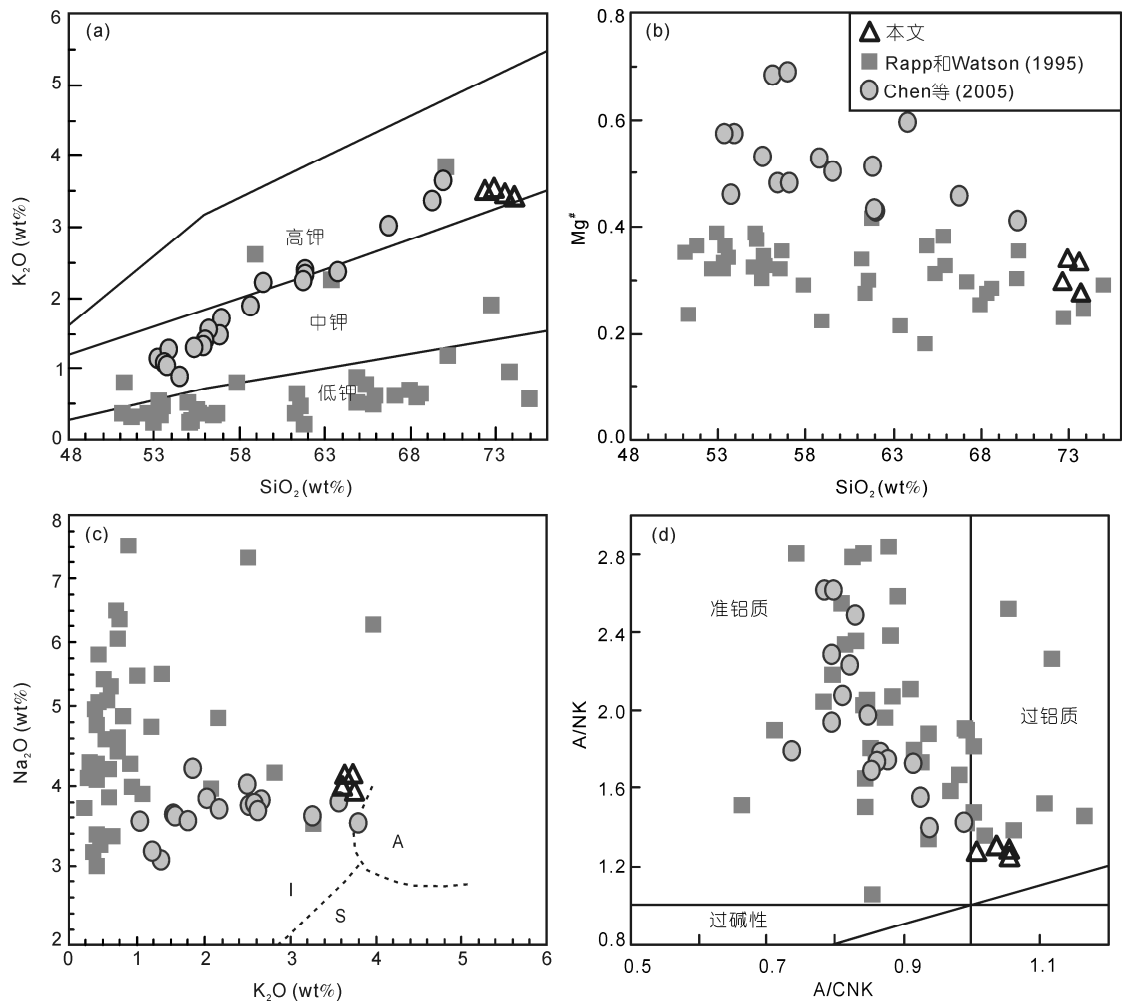 (a)
6
5
4
3
2
1
0
K₂O (wt%)
高钾
中钾
低钾
48 53 58 63 68 73
SiO₂ (wt%)
(b)
本文
Rapp和Watson (1995)
Chen等 (2005)
0.8
0.6
0.4
0.2
0.0
Mg#
48 53 58 63 68 73
SiO₂ (wt%)
(c)
8
7
6
5
4
3
2
Na₂O (wt%)
A
I
S
0 1 2 3 4 5 6
K₂O (wt%)
(d)
2.8
2.4
2.0
1.6
1.2
0.8
A/NK
准铝质
过铝质
过碱性
0.5 0.7 0.9 1.1
A/CNK